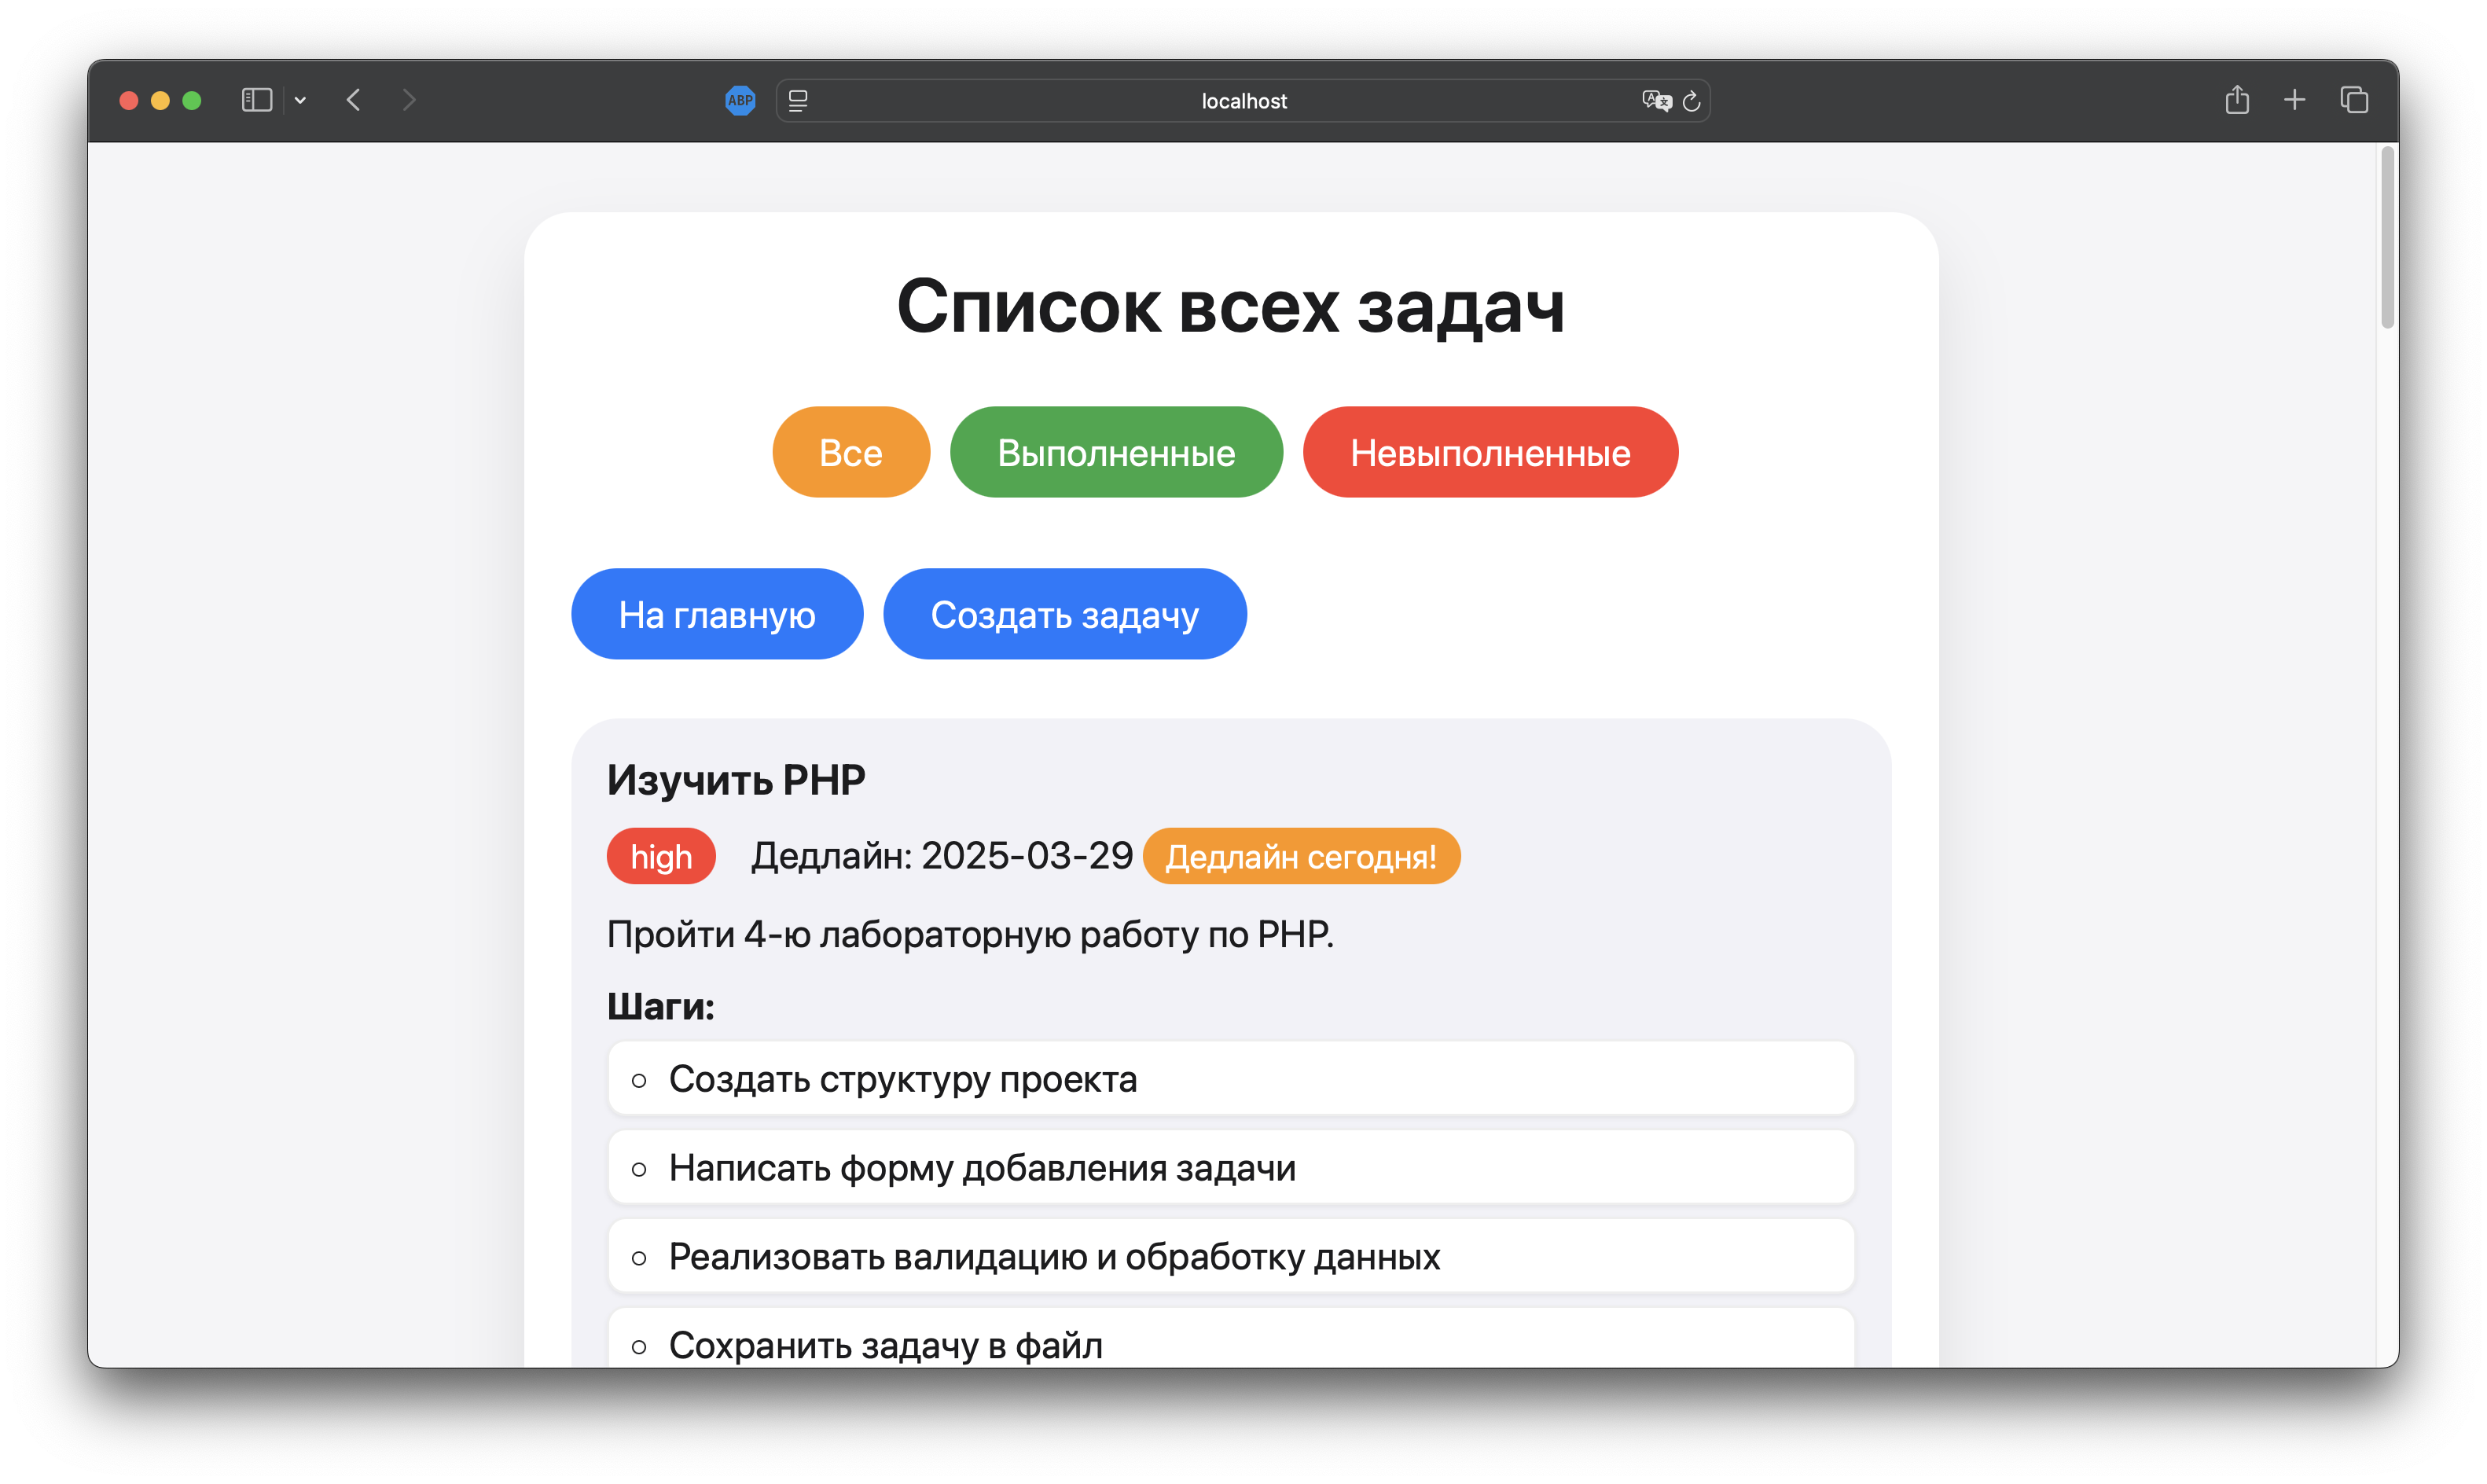 ABP
localhost
Список всех задач
Все Выполненные Невыполненные
На главную Создать задачу
Изучить PHP
high Дедлайн: 2025-03-29 Дедлайн сегодня!
Пройти 4-ю лабораторную работу по PHP.
Шаги:
Создать структуру проекта
Написать форму добавления задачи
Реализовать валидацию и обработку данных
Сохранить задачу в файл